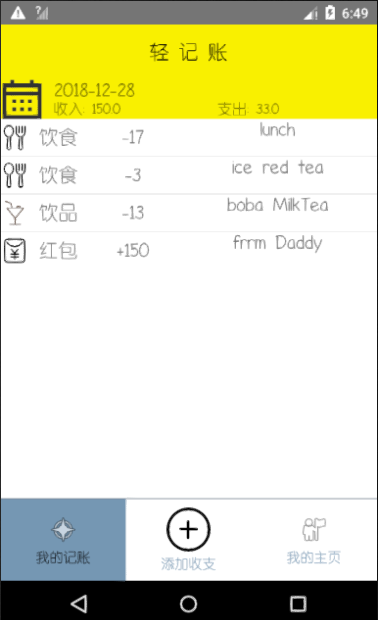 6:49
轻记账
2018-12-28
收入: 150.0 支出: 33.0
饮食 -17 lunch
饮食 -3 ice red tea
饮品 -13 boba MilkTea
红包 +150 frrm Daddy
我的记账 添加收支 我的主页